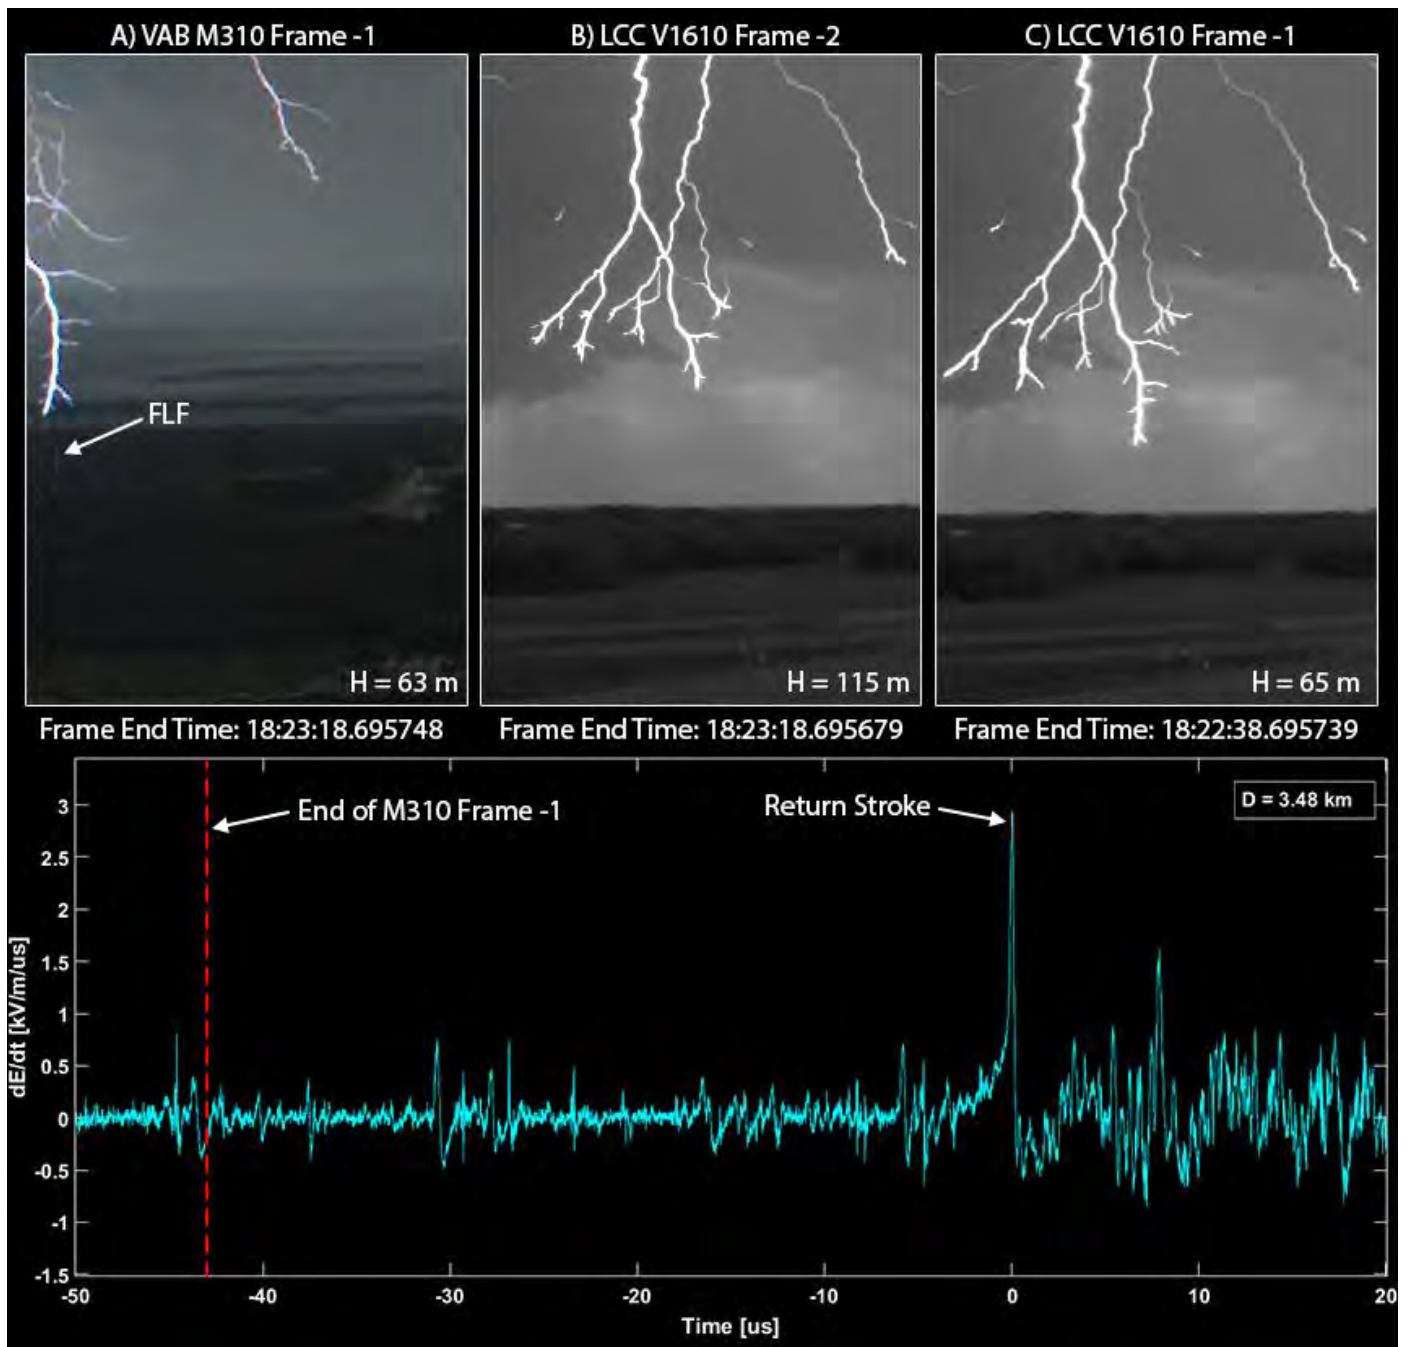 A) VAB M310 Frame -1
B) LCC V1610 Frame -2
C) LCC V1610 Frame -1
FLF
H = 63 m
H = 115 m
H = 65 m
Frame End Time: 18:23:18.695748
Frame End Time: 18:23:18.695679
Frame End Time: 18:22:38.695739
End of M310 Frame -1
Return Stroke
D = 3.48 km
dE/dt [kV/m/us]
3
2.5
2
1.5
1
0.5
0
-0.5
-1
-1.5
-50
-40
-30
-20
-10
0
10
20
Time [us]